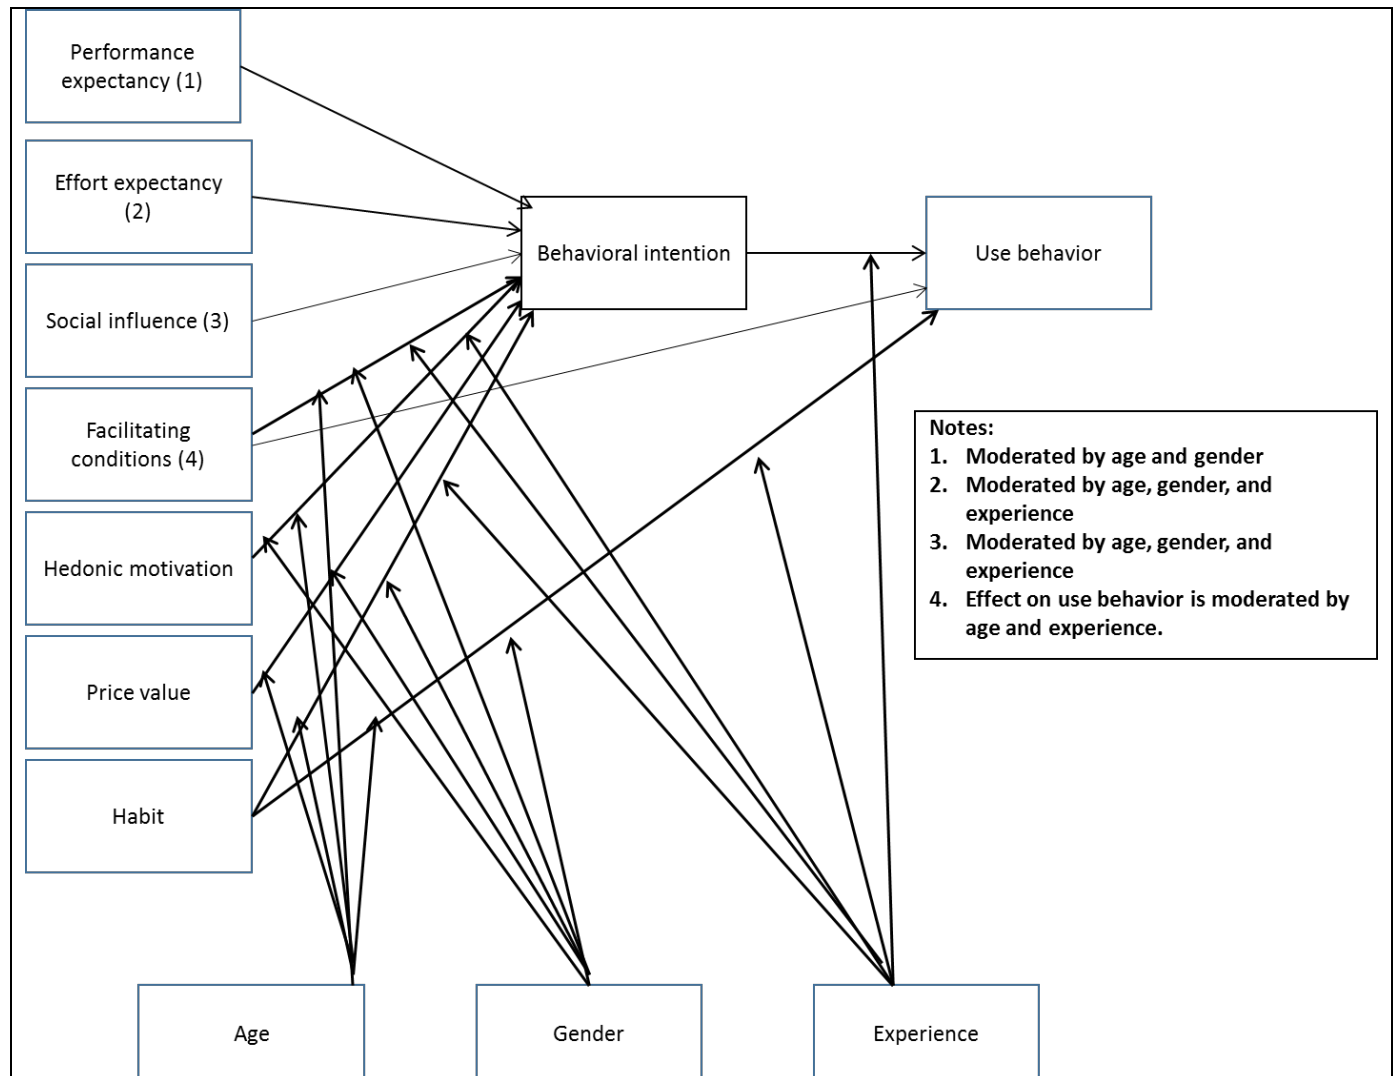 Performance
expectancy (1)
Effort expectancy
(2)
Social influence (3)
Facilitating
conditions (4)
Hedonic motivation
Price value
Habit
Behavioral intention
Use behavior
Notes:
1. Moderated by age and gender
2. Moderated by age, gender, and
experience
3. Moderated by age, gender, and
experience
4. Effect on use behavior is moderated by
age and experience.
Age
Gender
Experience